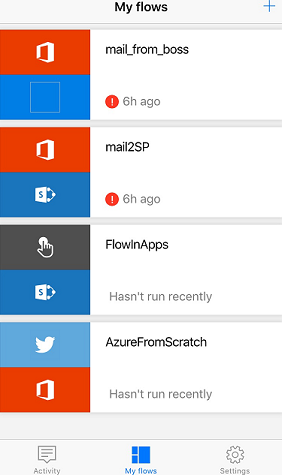 My flows
mail_from_boss
6h ago
mail2SP
6h ago
FlowInApps
Hasn't run recently
AzureFromScratch
Hasn't run recently
Activity
My flows
Settings